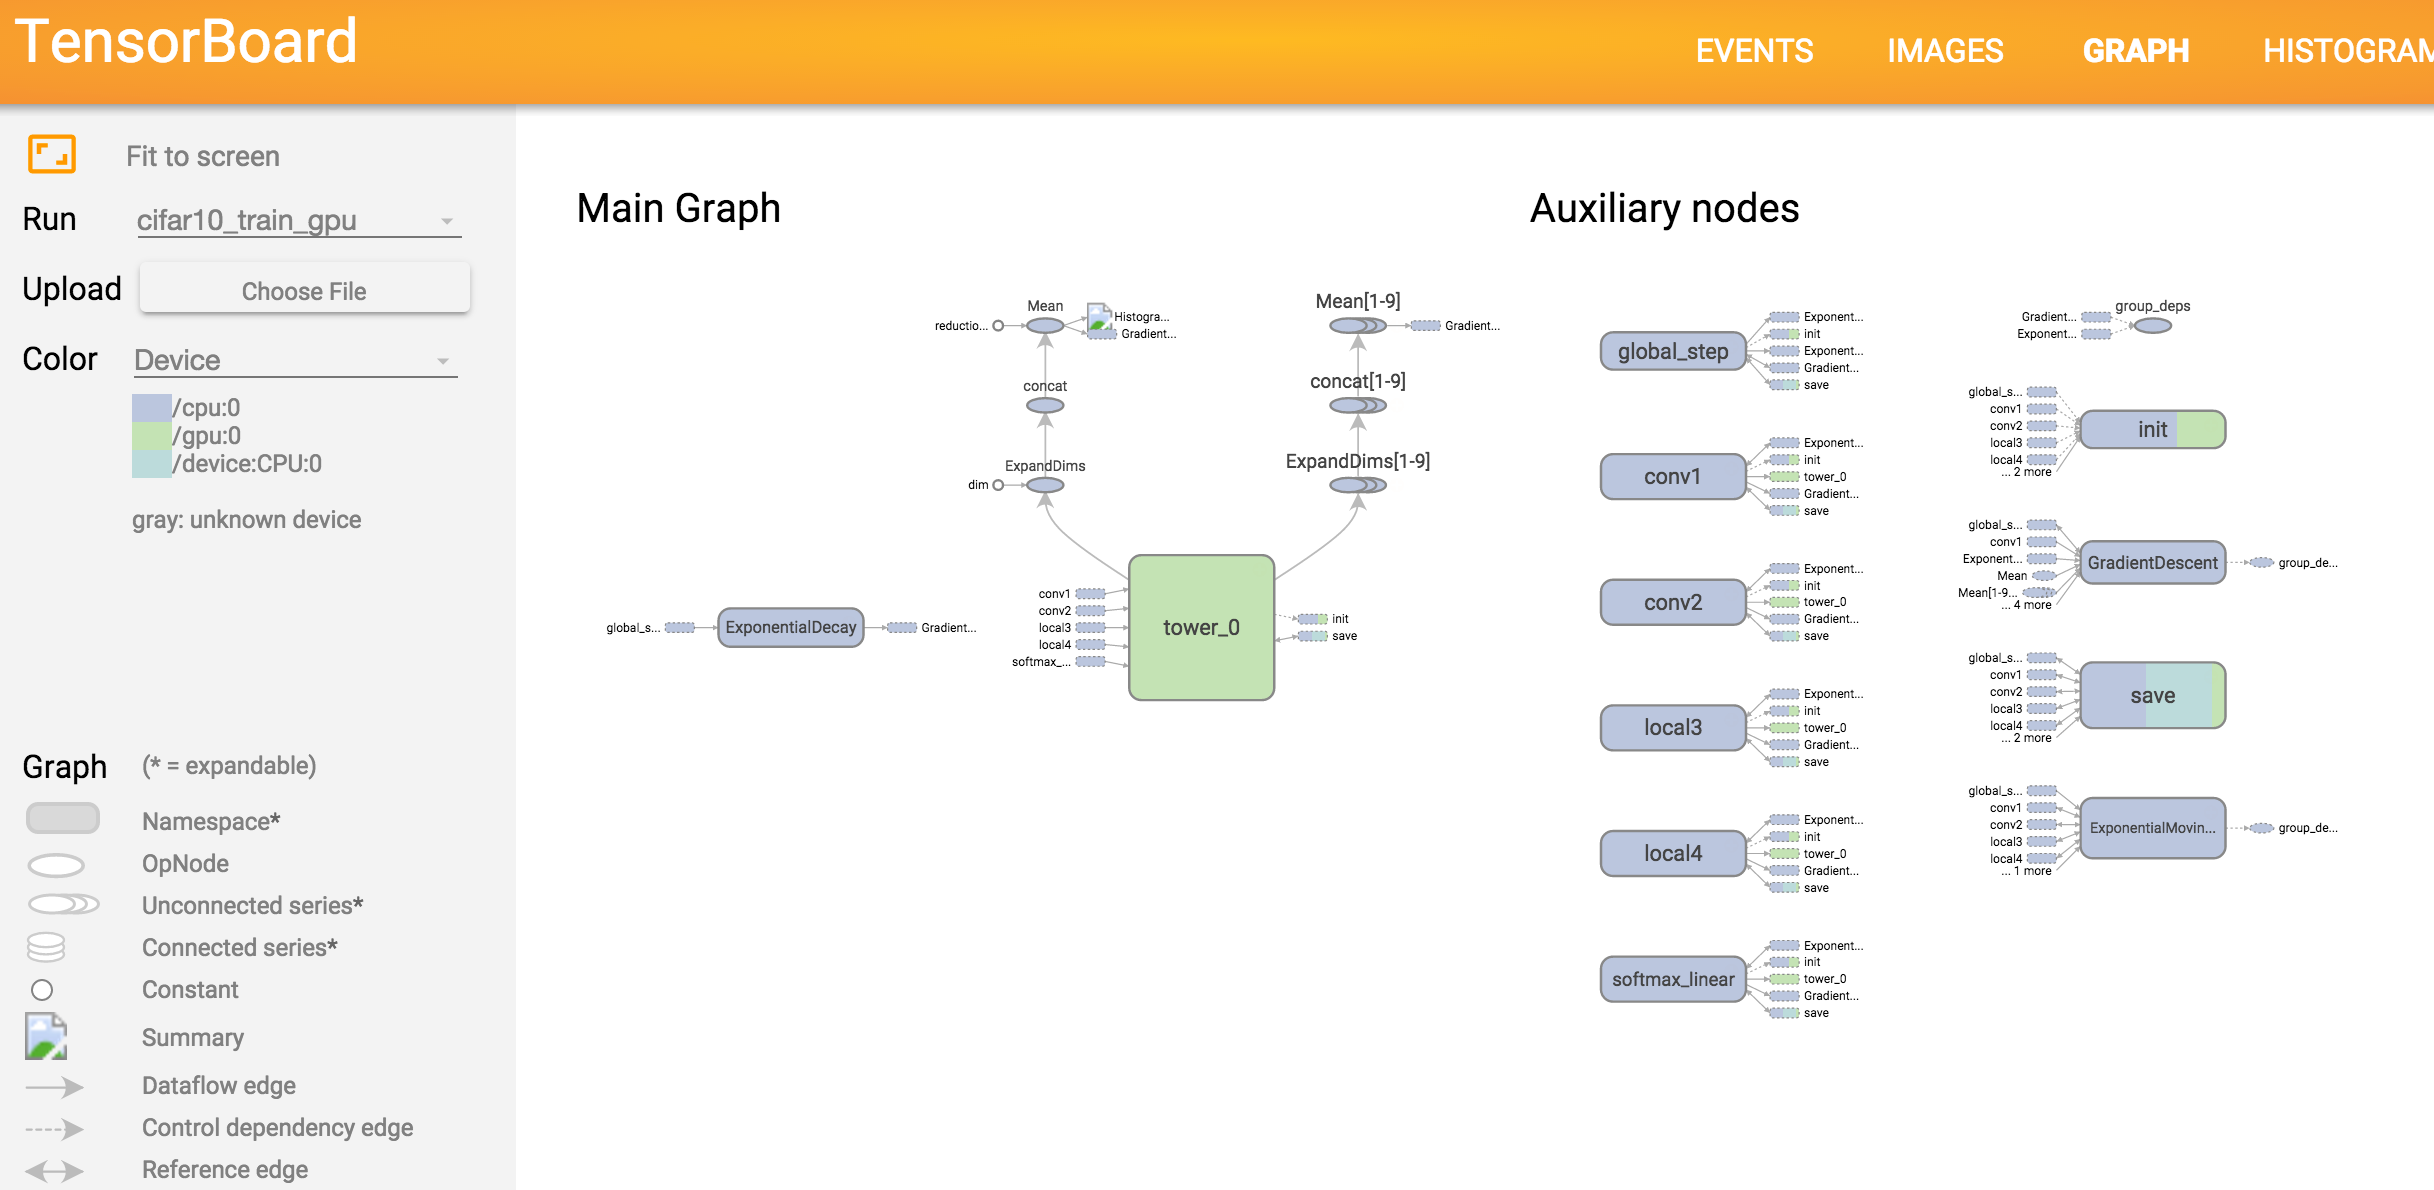 TensorBoard
EVENTS IMAGES GRAPH HISTOGRAM
Fit to screen
Run cifar10_train_gpu
Upload Choose File
Color Device
/cpu:0
/gpu:0
/device:CPU:0
gray: unknown device
Graph (* = expandable)
Namespace*
OpNode
Unconnected series*
Connected series*
Constant
Summary
Dataflow edge
Control dependency edge
Reference edge
Main Graph
Mean
reductio...
Histogra...
Gradient...
concat
ExpandDims
dim
Mean[1-9]
Gradient...
concat[1-9]
ExpandDims[1-9]
global_s...
ExponentialDecay
Gradient...
conv1
conv2
local3
local4
softmax_...
tower_0
init
save
Auxiliary nodes
global_step
Exponent...
init
Exponent...
Gradient...
save
conv1
Exponent...
init
tower_0
Gradient...
save
conv2
Exponent...
init
tower_0
Gradient...
save
local3
Exponent...
init
tower_0
Gradient...
save
local4
Exponent...
init
tower_0
Gradient...
save
softmax_linear
Exponent...
init
tower_0
Gradient...
save
group_deps
Gradient...
Exponent...
global_s...
conv1
conv2
local3
local4
... 2 more
init
global_s...
conv1
Exponent...
Mean
Mean[1-9...
... 4 more
GradientDescent
group_de...
global_s...
conv1
conv2
local3
local4
... 2 more
save
global_s...
conv1
conv2
local3
local4
... 1 more
ExponentialMovin...
group_de...